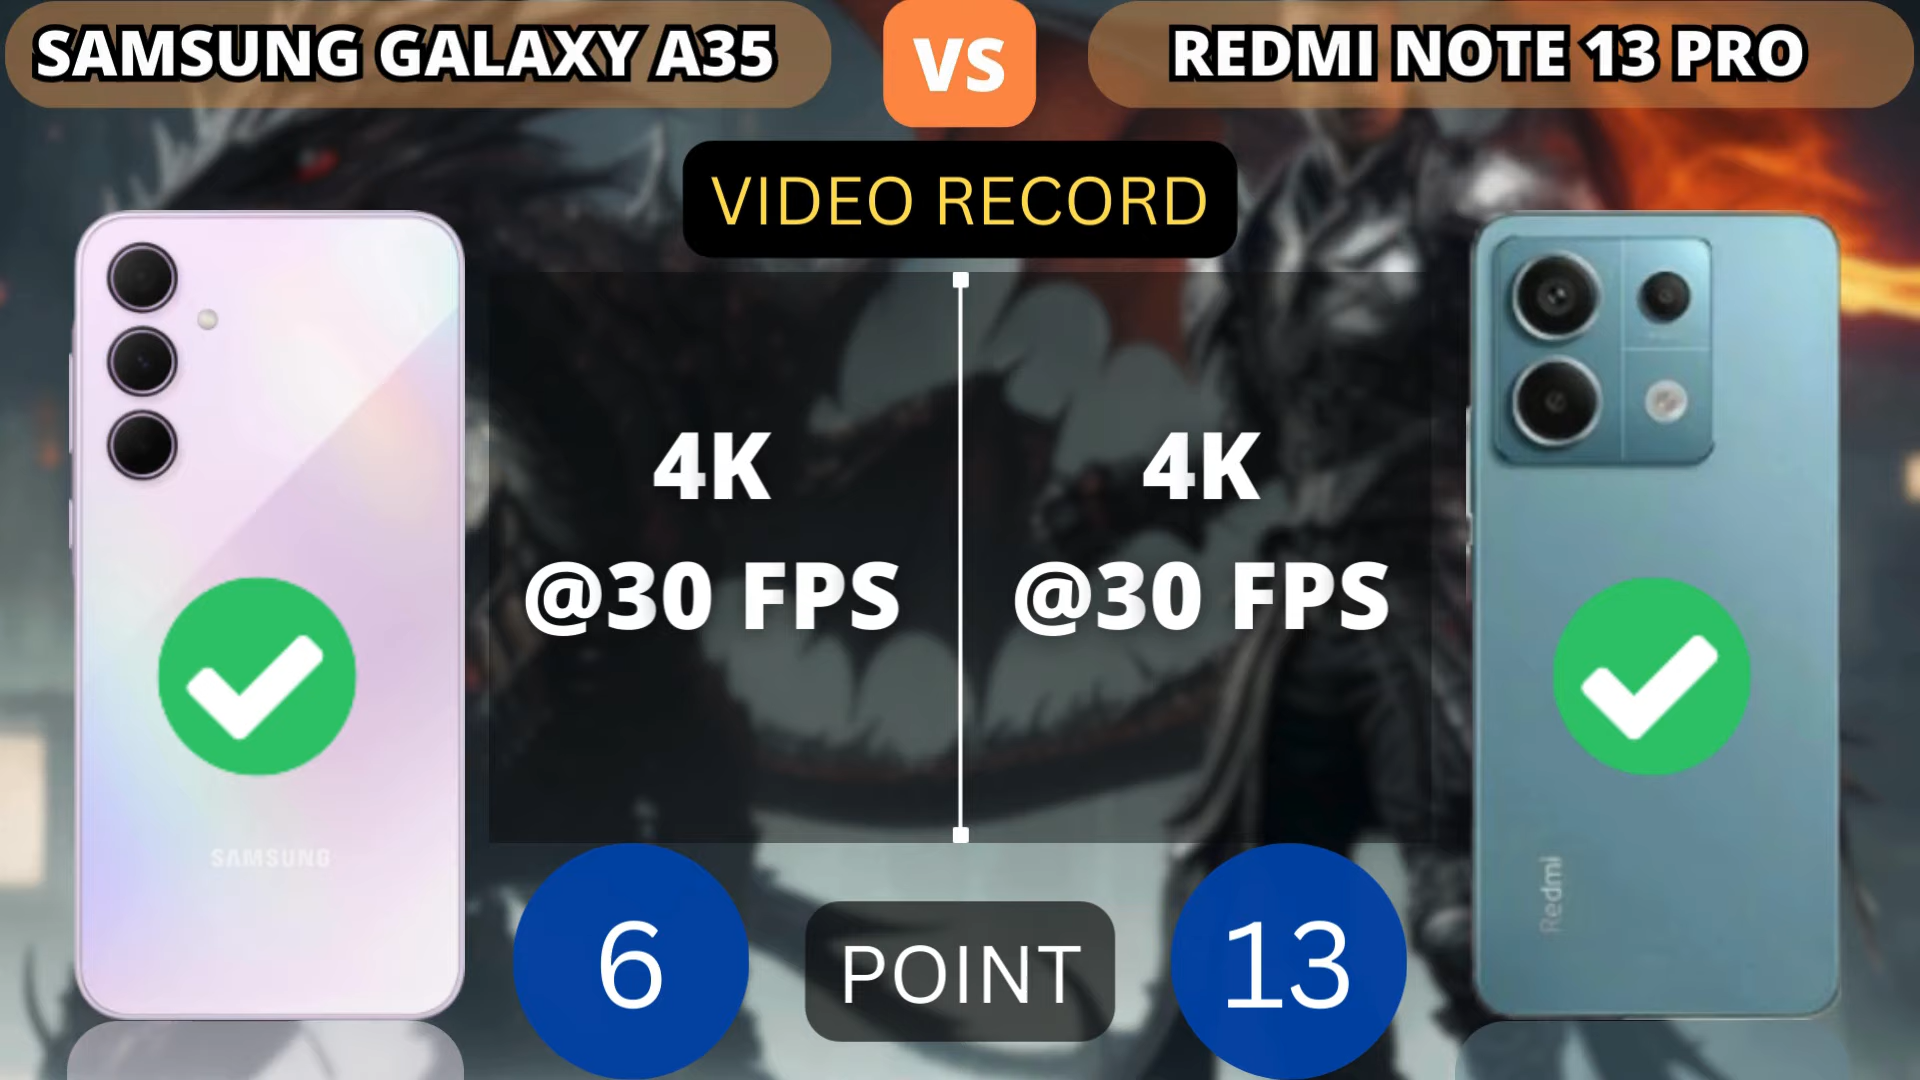 SAMSUNG GALAXY A35
VS
REDMI NOTE 13 PRO
VIDEO RECORD
4K
@30 FPS
4K
@30 FPS
SAMSUNG
Redmi
6
POINT
13